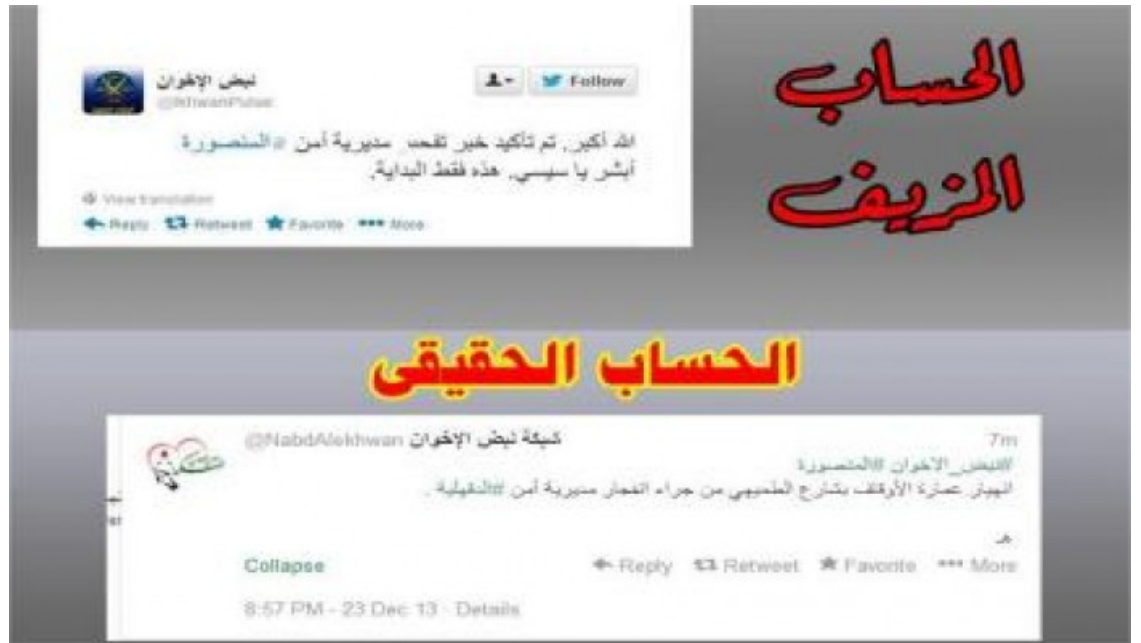 الحساب
المزيف
نبض الإخوان
@IkhwanPulse
Follow
الله أكبر. تم تأكيد خبر تفحير مديرية أمن #المنصورة
أبشر يا سيسي. هذه فقط البداية.
View translation
Reply Retweet Favorite More
الحساب الحقيقى
شبكة نبض الإخوان @NabdAlekhwan 7m
#نبض_الاخوان #المنصورة
انهيار عمارة الأوقاف بشارع الطميهي من جراء انفجار مديرية أمن #الدقهلية .
هـ
Collapse Reply Retweet Favorite More
8:57 PM - 23 Dec 13 · Details